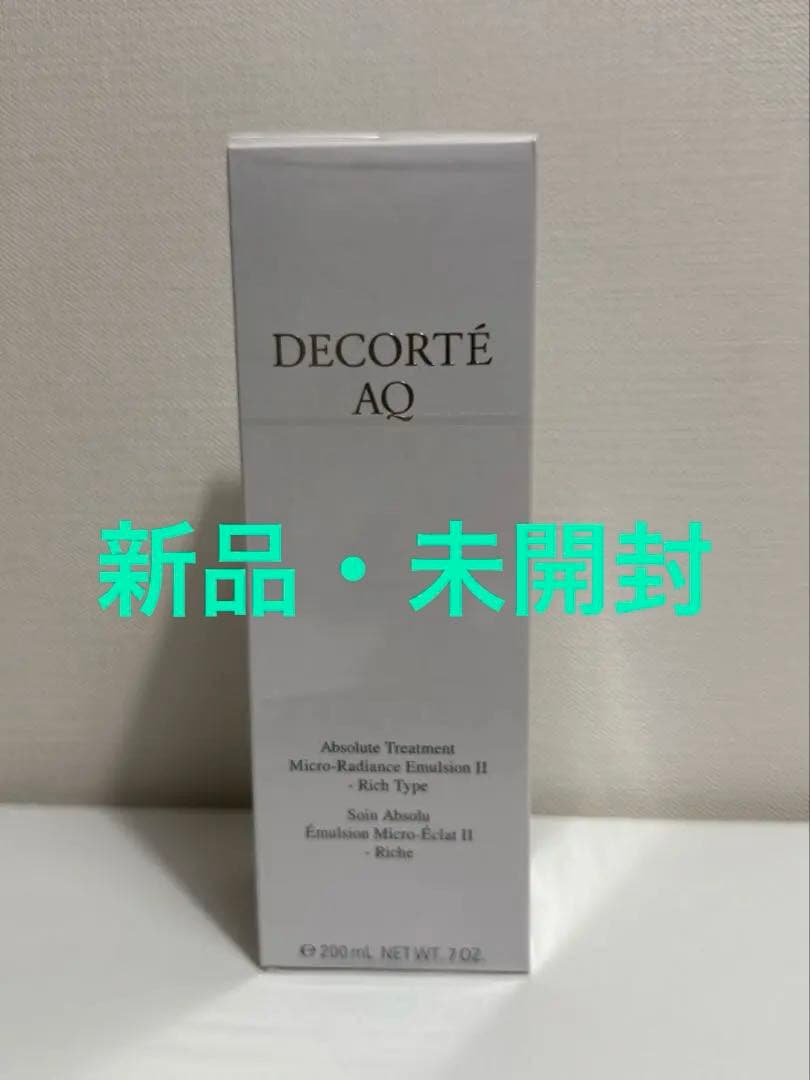 DECORTÉ
AQ
新品・未開封
Absolute Treatment
Micro-Radiance Emulsion II
- Rich Type
Soin Absolu
Émulsion Micro-Éclat II
- Riche
℮ 200 mL NET WT. 7 OZ.